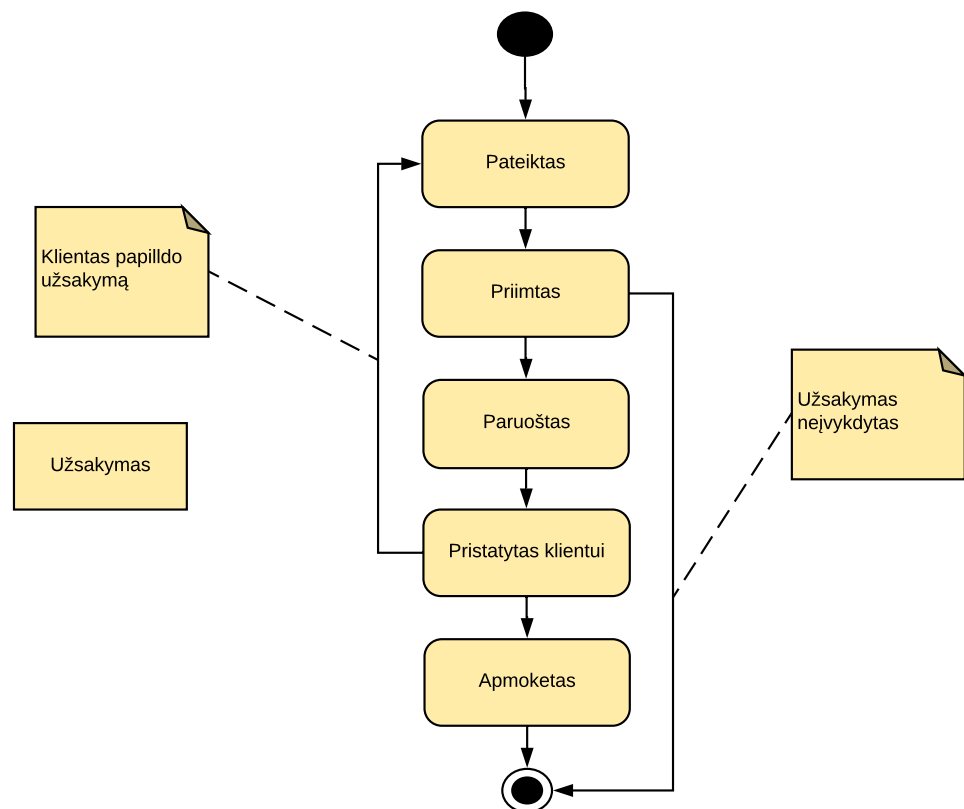 Pateiktas
Klientas papilldo
užsakymą
Priimtas
Užsakymas
neįvykdytas
Paruoštas
Užsakymas
Pristatytas klientui
Apmoketas